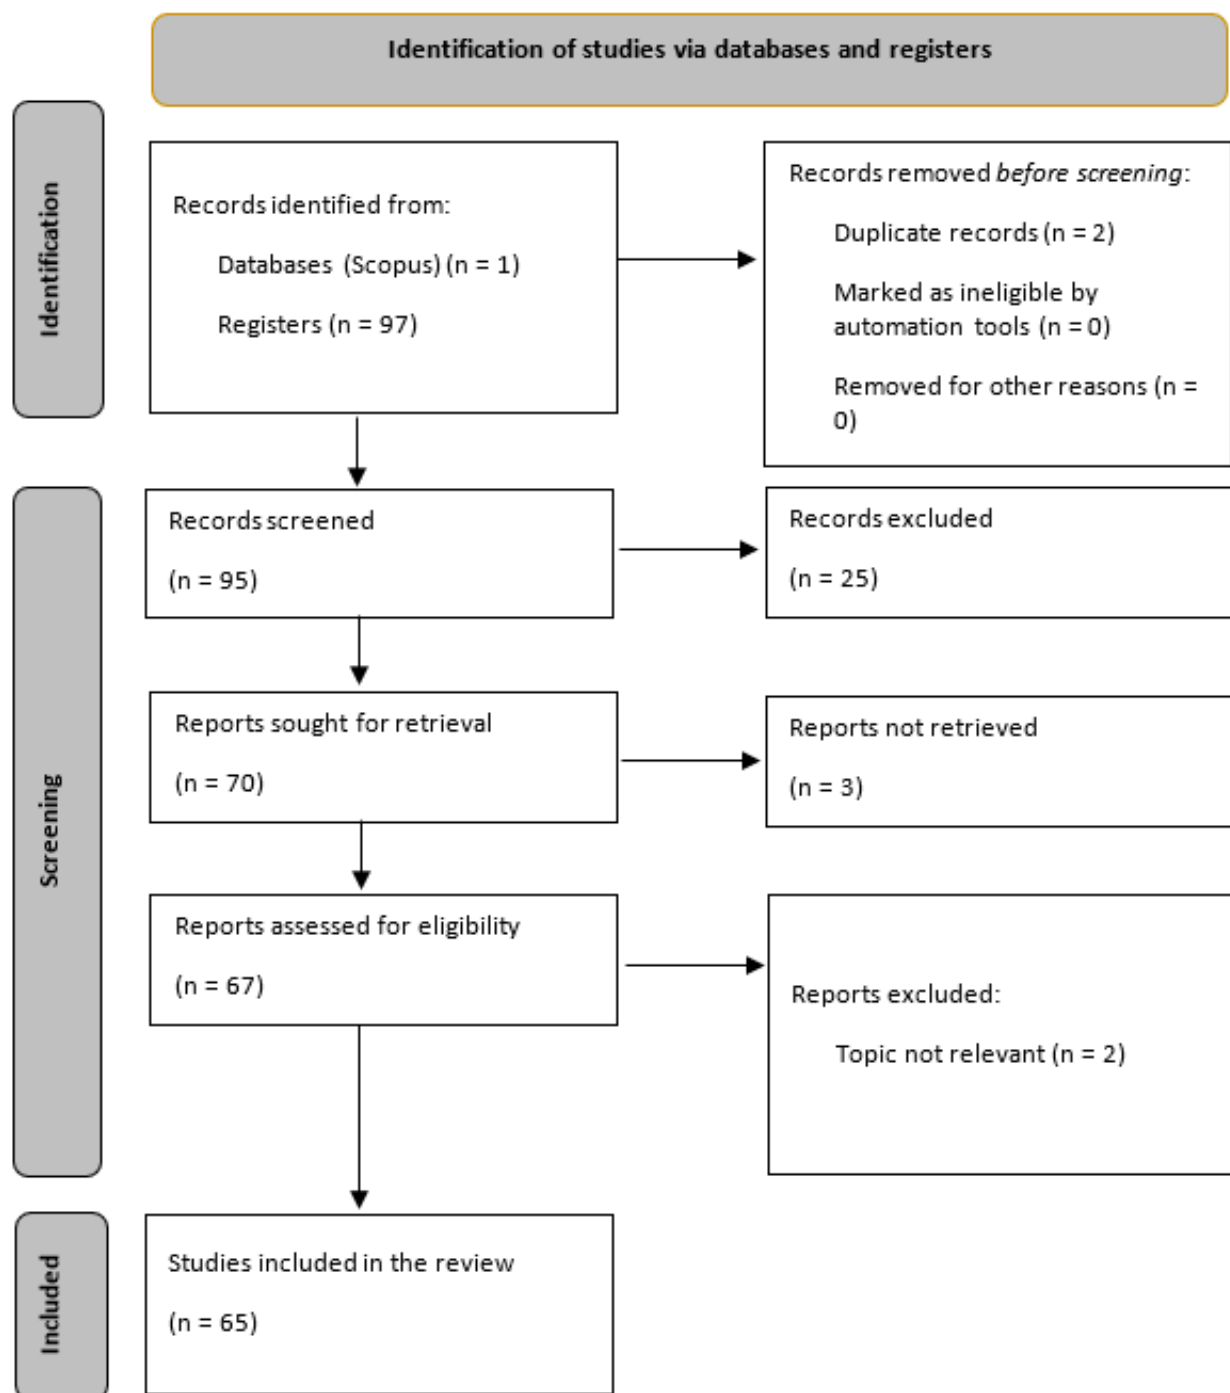 Identification of studies via databases and registers
Identification
Records identified from:
Databases (Scopus) (n = 1)
Registers (n = 97)
Records removed before screening:
Duplicate records (n = 2)
Marked as ineligible by
automation tools (n = 0)
Removed for other reasons (n =
0)
Screening
Records screened
(n = 95)
Records excluded
(n = 25)
Reports sought for retrieval
(n = 70)
Reports not retrieved
(n = 3)
Reports assessed for eligibility
(n = 67)
Reports excluded:
Topic not relevant (n = 2)
Included
Studies included in the review
(n = 65)